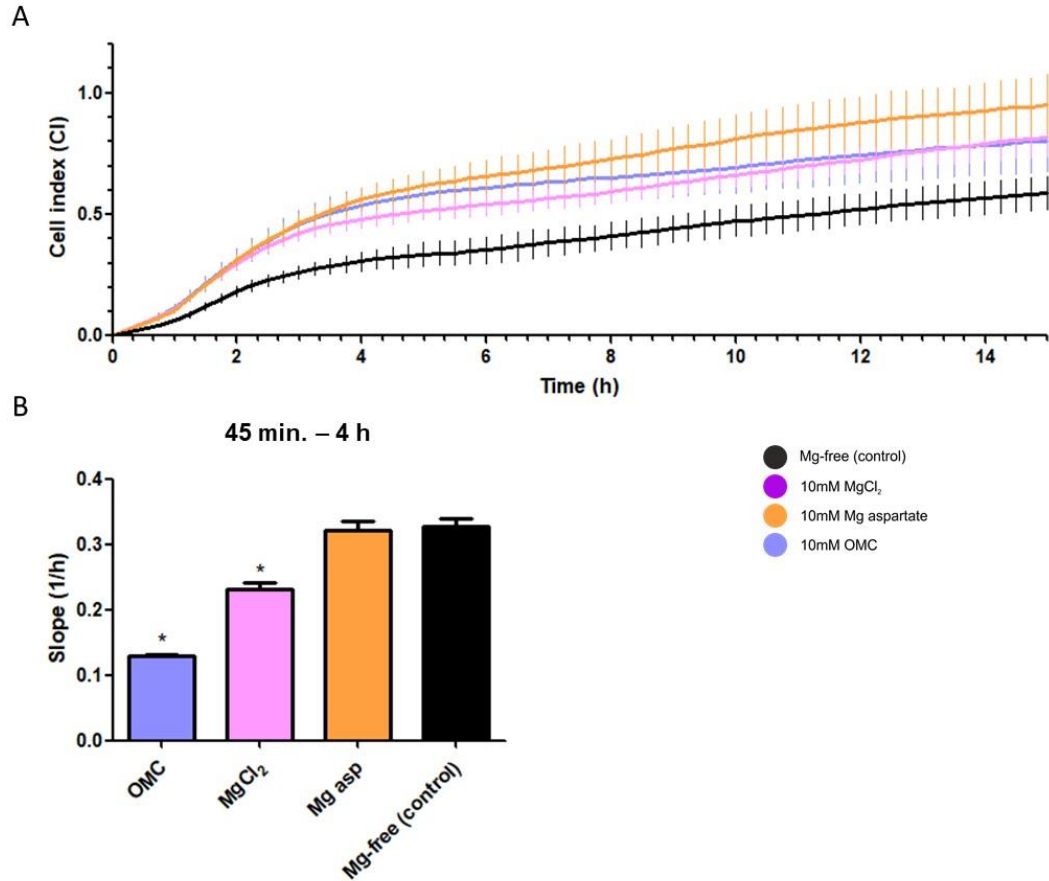 A
Cell index (CI)
1.0
0.5
0.0
0 2 4 6 8 10 12 14
Time (h)
B
45 min. – 4 h
Slope (1/h)
0.4
0.3
0.2
0.1
0.0
*
*
OMC
MgCl₂
Mg asp
Mg-free (control)
Mg-free (control)
10mM MgCl₂
10mM Mg aspartate
10mM OMC